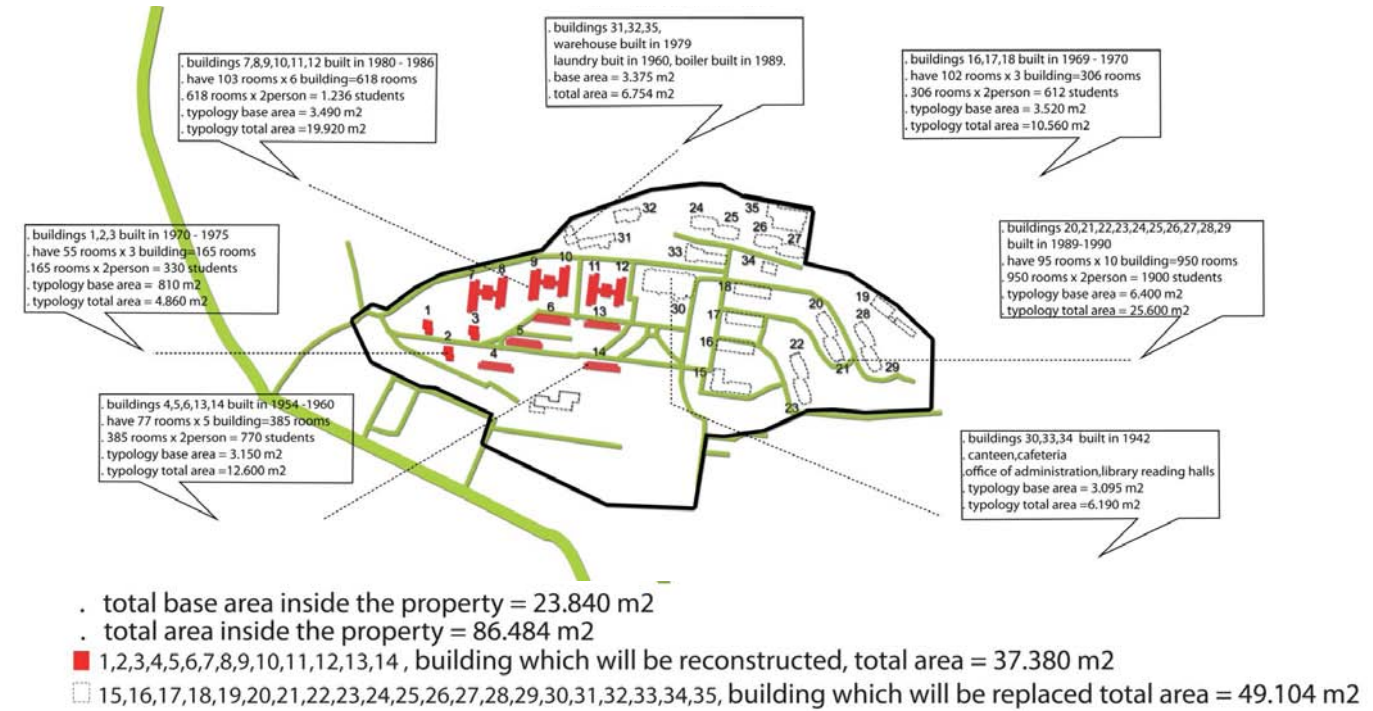 . buildings 7,8,9,10,11,12 built in 1980 - 1986
. have 103 rooms x 6 building=618 rooms
. 618 rooms x 2person = 1.236 students
. typology base area = 3.490 m2
. typology total area =19.920 m2
. buildings 31,32,35,
warehouse built in 1979
laundry buit in 1960, boiler built in 1989.
. base area = 3.375 m2
. total area = 6.754 m2
. buildings 16,17,18 built in 1969 - 1970
. have 102 rooms x 3 building=306 rooms
. 306 rooms x 2person = 612 students
. typology base area = 3.520 m2
. typology total area =10.560 m2
. buildings 1,2,3 built in 1970 - 1975
. have 55 rooms x 3 building=165 rooms
.165 rooms x 2person = 330 students
. typology base area = 810 m2
. typology total area = 4.860 m2
. buildings 20,21,22,23,24,25,26,27,28,29
built in 1989-1990
. have 95 rooms x 10 building=950 rooms
. 950 rooms x 2person = 1900 students
. typology base area = 6.400 m2
. typology total area = 25.600 m2
. buildings 4,5,6,13,14 built in 1954 -1960
. have 77 rooms x 5 building=385 rooms
. 385 rooms x 2person = 770 students
. typology base area = 3.150 m2
. typology total area =12.600 m2
. buildings 30,33,34 built in 1942
. canteen,cafeteria
.office of administration,library reading halls
. typology base area = 3.095 m2
. typology total area =6.190 m2
32
24
25
35
26
27
31
33
34
10
9
8
7
11
12
18
30
20
19
28
1
2
3
6
13
5
4
14
17
16
15
22
21
29
23
. total base area inside the property = 23.840 m2
. total area inside the property = 86.484 m2
1,2,3,4,5,6,7,8,9,10,11,12,13,14 , building which will be reconstructed, total area = 37.380 m2
15,16,17,18,19,20,21,22,23,24,25,26,27,28,29,30,31,32,33,34,35, building which will be replaced total area = 49.104 m2